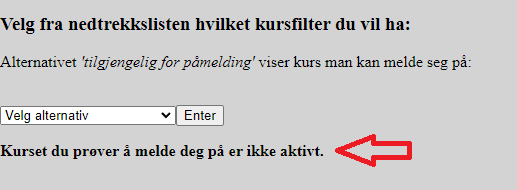 Velg fra nedtrekkslisten hvilket kursfilter du vil ha:
Alternativet 'tilgjengelig for påmelding' viser kurs man kan melde seg på:
Velg alternativ Enter
Kurset du prøver å melde deg på er ikke aktivt.